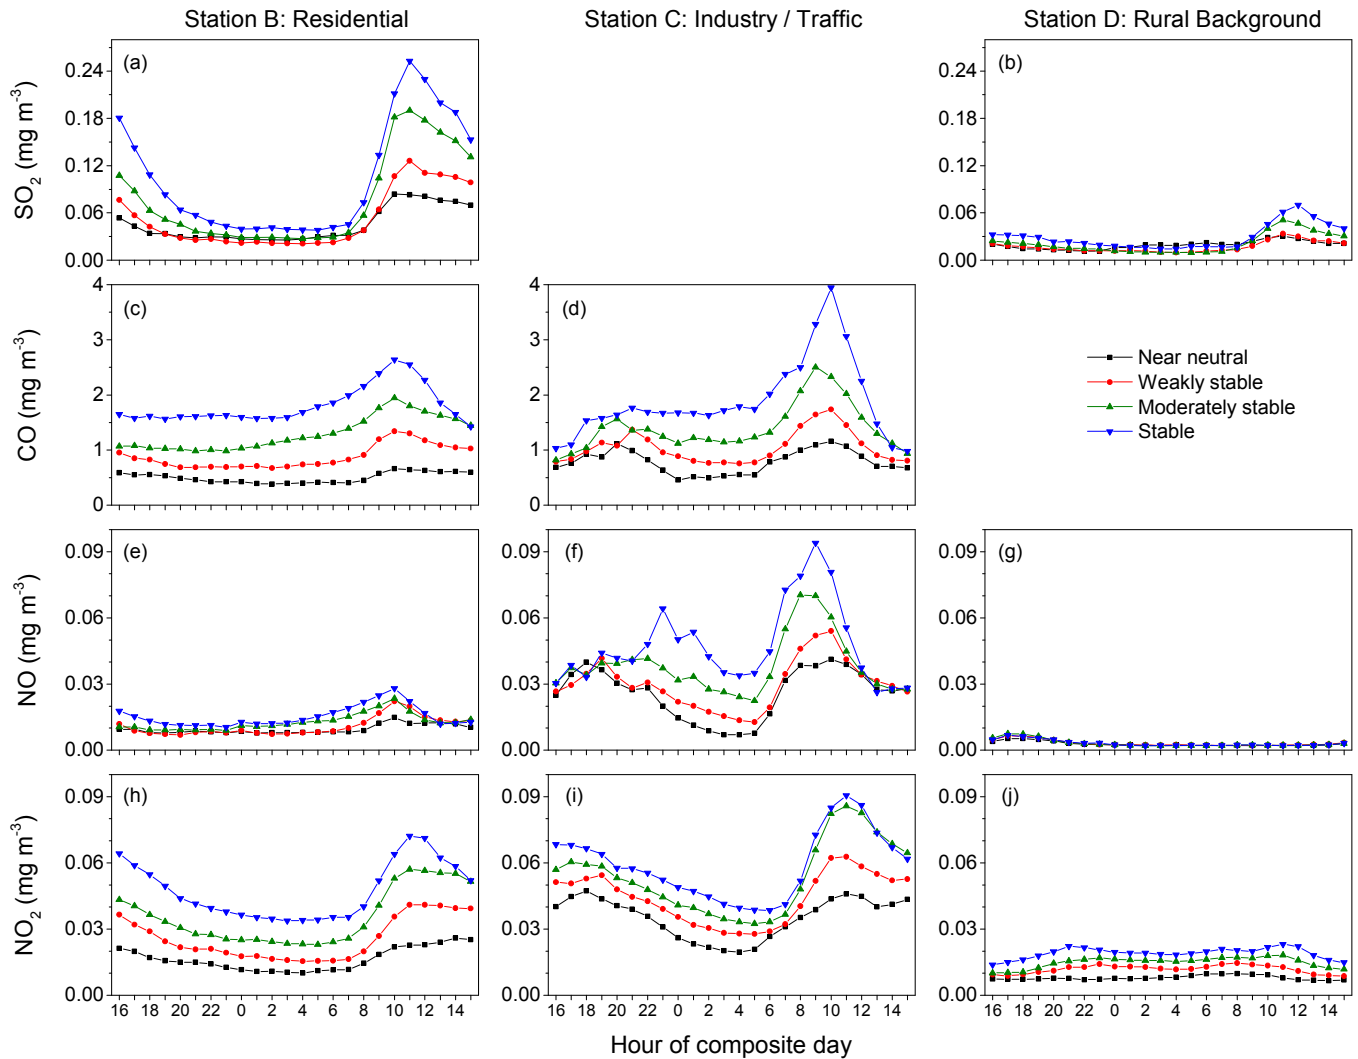 Station B: Residential
Station C: Industry / Traffic
Station D: Rural Background
SO2 (mg m-3)
0.24
0.18
0.12
0.06
0.00
(a)
0.24
0.18
0.12
0.06
0.00
(b)
CO (mg m-3)
4
3
2
1
0
(c)
4
3
2
1
0
(d)
Near neutral
Weakly stable
Moderately stable
Stable
NO (mg m-3)
0.09
0.06
0.03
0.00
(e)
0.09
0.06
0.03
0.00
(f)
0.09
0.06
0.03
0.00
(g)
NO2 (mg m-3)
0.09
0.06
0.03
0.00
(h)
0.09
0.06
0.03
0.00
(i)
0.09
0.06
0.03
0.00
(j)
16 18 20 22 0 2 4 6 8 10 12 14
16 18 20 22 0 2 4 6 8 10 12 14
16 18 20 22 0 2 4 6 8 10 12 14
Hour of composite day